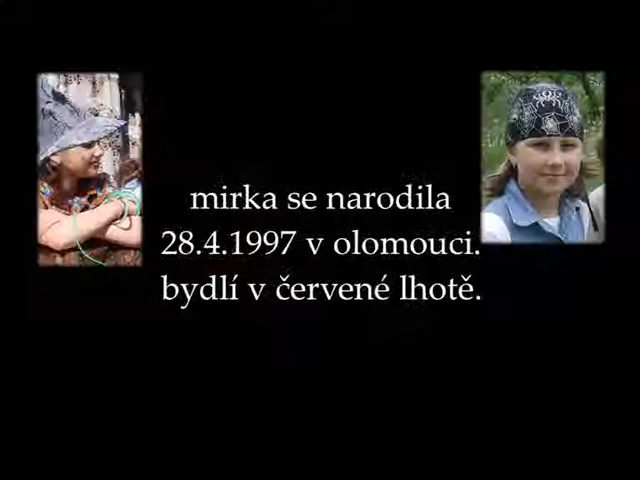 mirka se narodila
28.4.1997 v olomouci.
bydlí v červené lhotě.